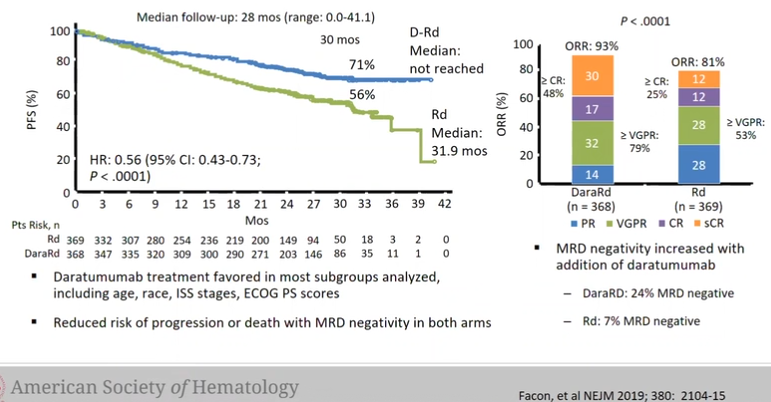 Median follow-up: 28 mos (range: 0.0-41.1)
30 mos
D-Rd
Median:
not reached
71%
56%
Rd
Median:
31.9 mos
PFS (%)
100
80
60
40
20
0
HR: 0.56 (95% CI: 0.43-0.73;
P < .0001)
0 3 6 9 12 15 18 21 24 27 30 33 36 39 42
Mos
Pts Risk, n
Rd 369 332 307 280 254 236 219 200 149 94 50 18 3 2 0
DaraRd 368 347 335 320 309 300 290 271 203 146 86 35 11 1 0
▪ Daratumumab treatment favored in most subgroups analyzed,
including age, race, ISS stages, ECOG PS scores
▪ Reduced risk of progression or death with MRD negativity in both arms
P < .0001
ORR (%)
100
80
60
40
20
0
ORR: 93%
≥ CR:
48%
30
17
32
14
≥ VGPR:
79%
ORR: 81%
≥ CR:
25%
12
12
28
28
≥ VGPR:
53%
DaraRd
(n = 368)
Rd
(n = 369)
PR VGPR CR sCR
▪ MRD negativity increased with
addition of daratumumab
– DaraRD: 24% MRD negative
– Rd: 7% MRD negative
American Society of Hematology
Facon, et al NEJM 2019; 380: 2104-15